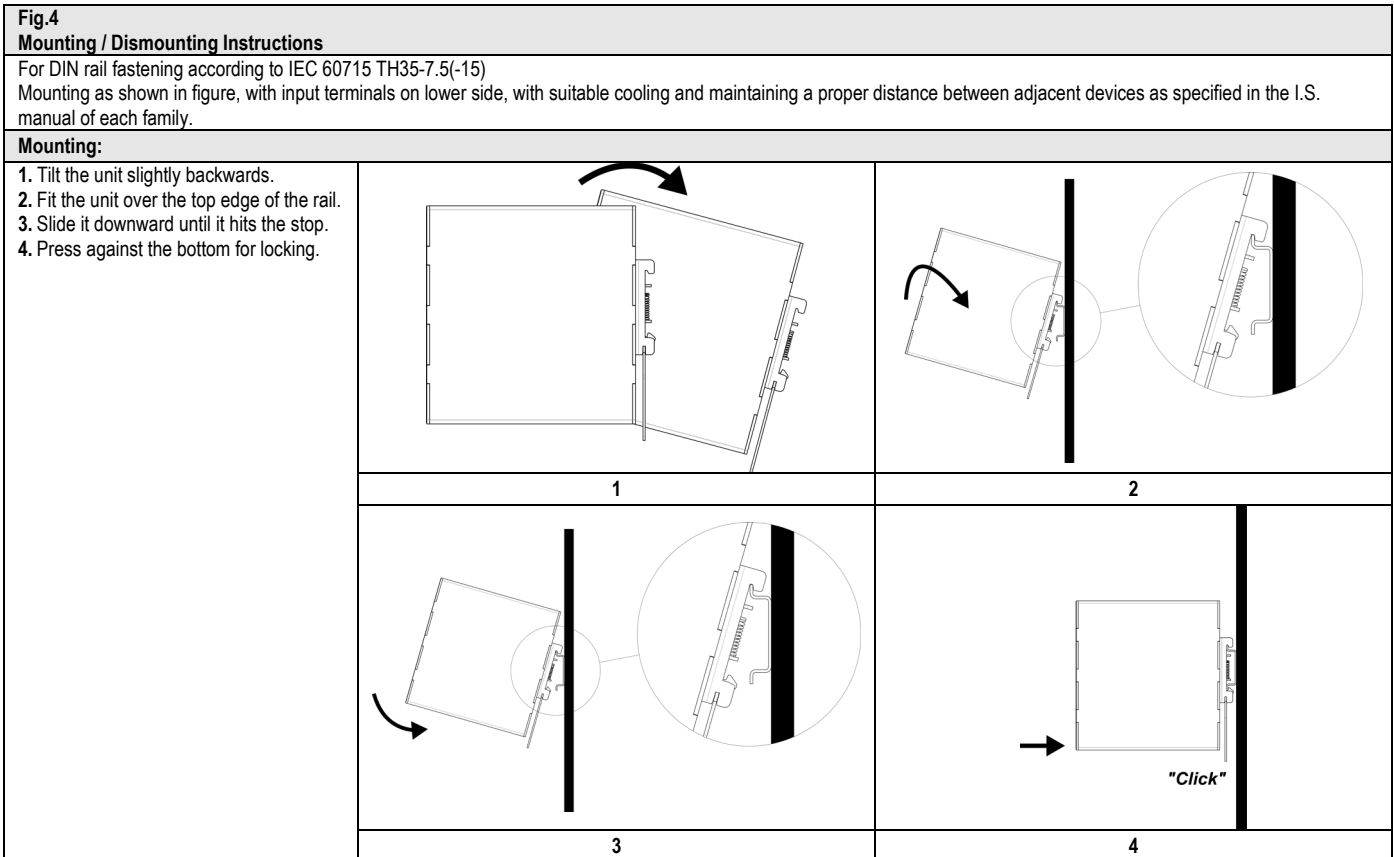 Fig.4
Mounting / Dismounting Instructions
For DIN rail fastening according to IEC 60715 TH35-7.5(-15)
Mounting as shown in figure, with input terminals on lower side, with suitable cooling and maintaining a proper distance between adjacent devices as specified in the I.S.
manual of each family.
Mounting:
1. Tilt the unit slightly backwards.
2. Fit the unit over the top edge of the rail.
3. Slide it downward until it hits the stop.
4. Press against the bottom for locking.
1
2
"Click"
3
4